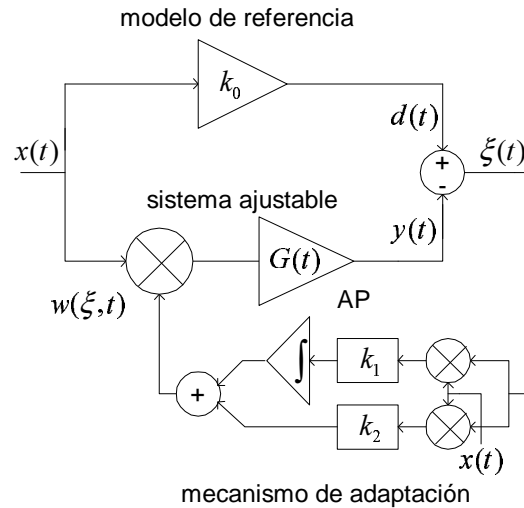 modelo de referencia
k₀
d(t)
x(t)
+
-
ξ(t)
sistema ajustable
y(t)
G(t)
w(ξ,t)
AP
∫
k₁
+
k₂
x(t)
mecanismo de adaptación